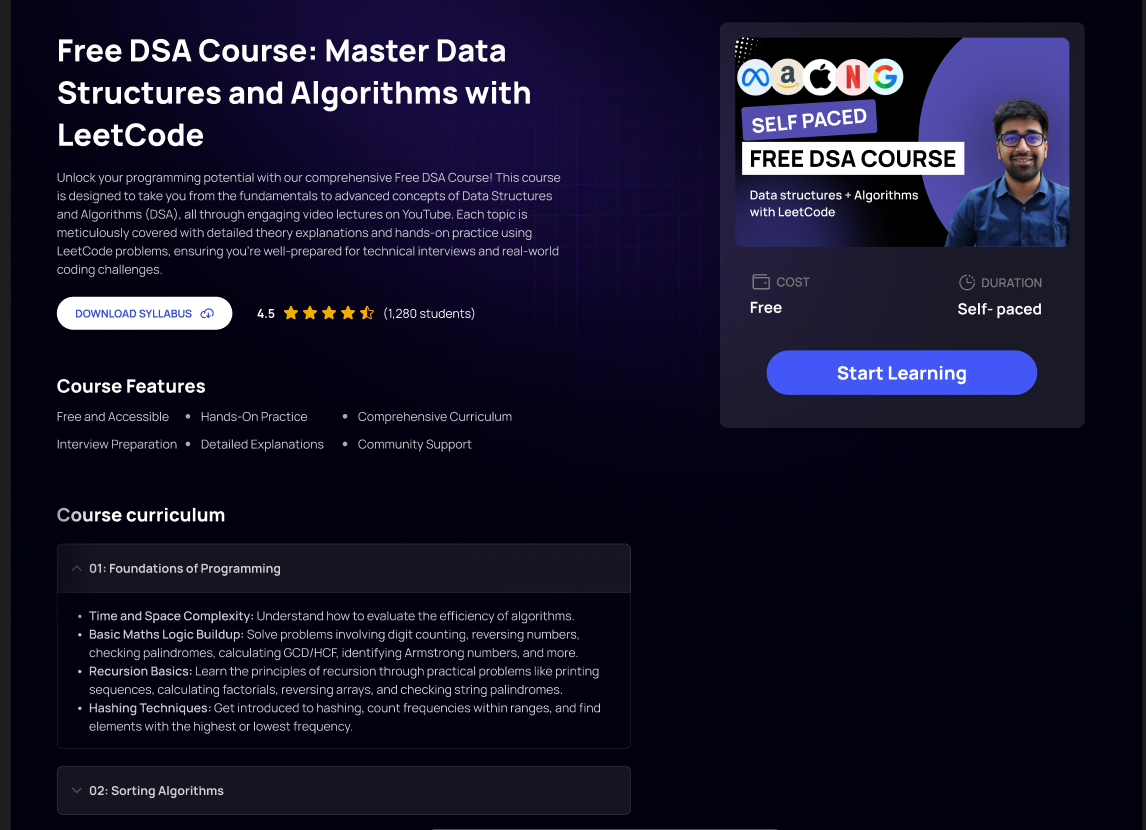 Free DSA Course: Master Data
Structures and Algorithms with
LeetCode
Unlock your programming potential with our comprehensive Free DSA Course! This course
is designed to take you from the fundamentals to advanced concepts of Data Structures
and Algorithms (DSA), all through engaging video lectures on YouTube. Each topic is
meticulously covered with detailed theory explanations and hands-on practice using
LeetCode problems, ensuring you're well-prepared for technical interviews and real-world
coding challenges.
DOWNLOAD SYLLABUS
4.5 (1,280 students)
Course Features
Free and Accessible • Hands-On Practice • Comprehensive Curriculum
Interview Preparation • Detailed Explanations • Community Support
Course curriculum
01: Foundations of Programming
• Time and Space Complexity: Understand how to evaluate the efficiency of algorithms.
• Basic Maths Logic Buildup: Solve problems involving digit counting, reversing numbers,
checking palindromes, calculating GCD/HCF, identifying Armstrong numbers, and more.
• Recursion Basics: Learn the principles of recursion through practical problems like printing
sequences, calculating factorials, reversing arrays, and checking string palindromes.
• Hashing Techniques: Get introduced to hashing, count frequencies within ranges, and find
elements with the highest or lowest frequency.
02: Sorting Algorithms
a N G
SELF PACED
FREE DSA COURSE
Data structures + Algorithms
with LeetCode
COST
Free
DURATION
Self- paced
Start Learning